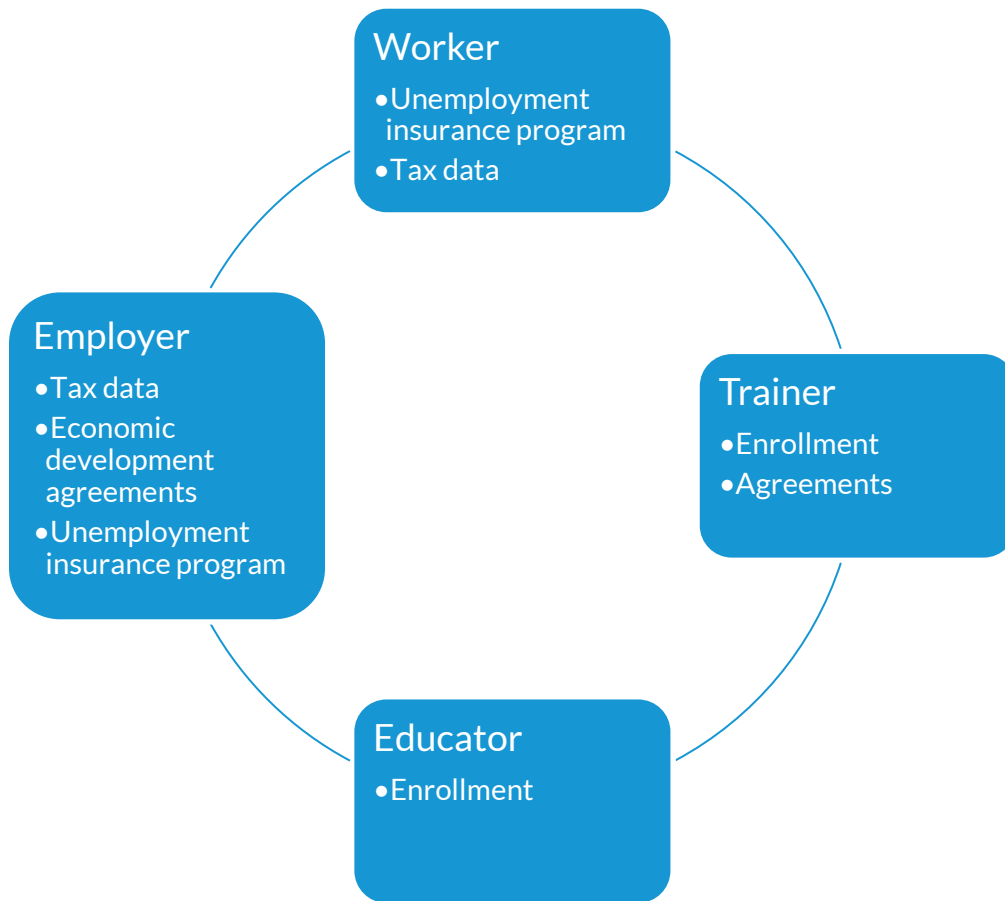 Worker
•Unemployment
insurance program
•Tax data
Employer
•Tax data
•Economic
development
agreements
•Unemployment
insurance program
Trainer
•Enrollment
•Agreements
Educator
•Enrollment